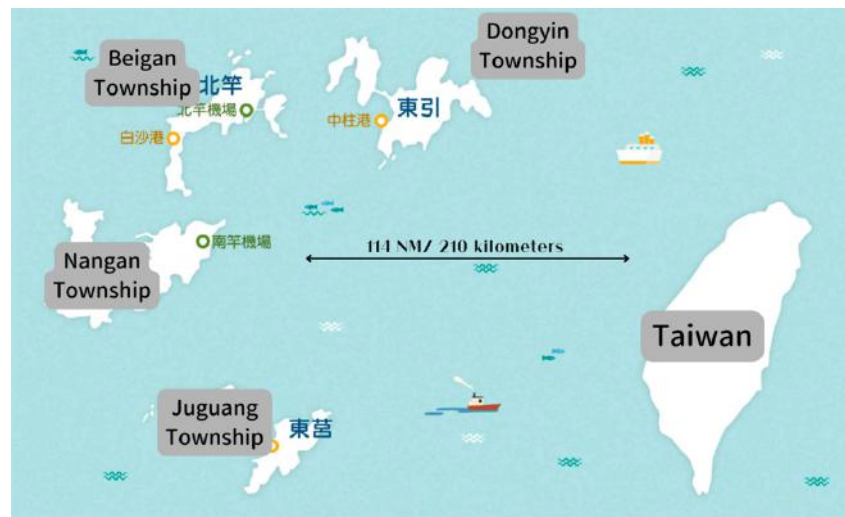 Beigan
Township
北竿
北竿機場
白沙港
Dongyin
Township
東引
中柱港
南竿機場
114 NM/ 210 kilometers
Nangan
Township
Taiwan
Juguang
Township
東莒